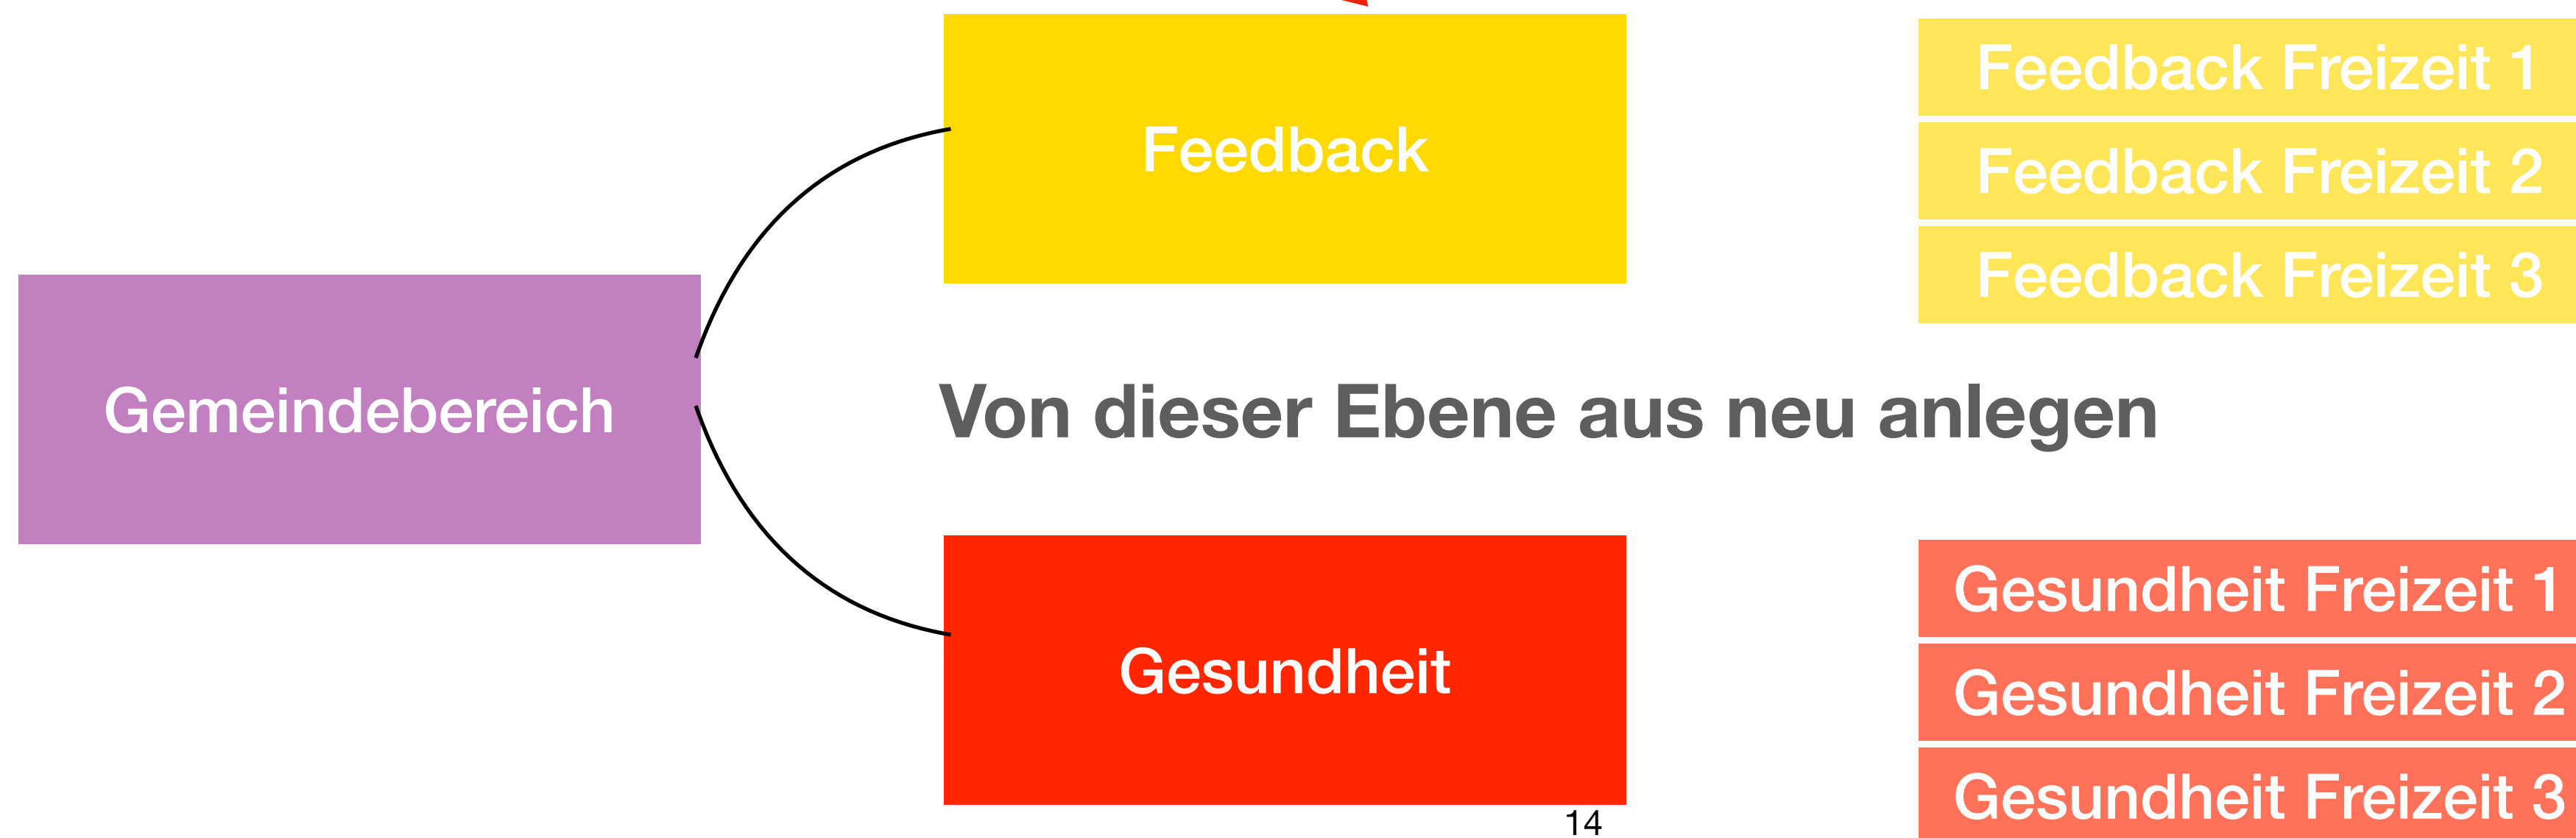 Feedback
Feedback Freizeit 1
Feedback Freizeit 2
Feedback Freizeit 3
Gemeindebereich
Von dieser Ebene aus neu anlegen
Gesundheit
Gesundheit Freizeit 1
Gesundheit Freizeit 2
Gesundheit Freizeit 3
14